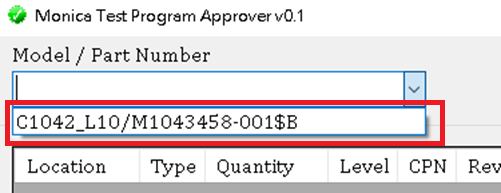 Monica Test Program Approver v0.1
Model / Part Number
C1042_L10/M1043458-001$B
Location Type Quantity Level CPN Rev